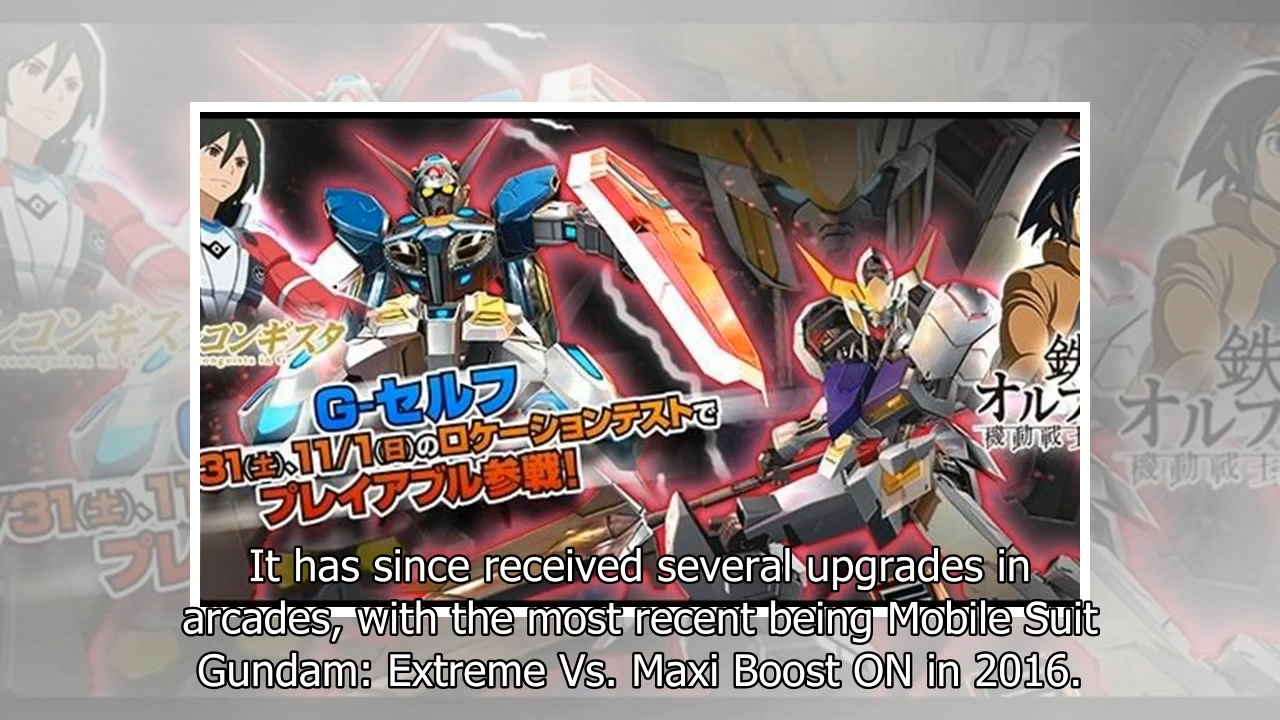 コンギスタ
G-セルフ
31(土)、11/1(日)のロケーションテストで
プレイアブル参戦!
鉄
オルフ
機動戦士
It has since received several upgrades in
arcades, with the most recent being Mobile Suit
Gundam: Extreme Vs. Maxi Boost ON in 2016.